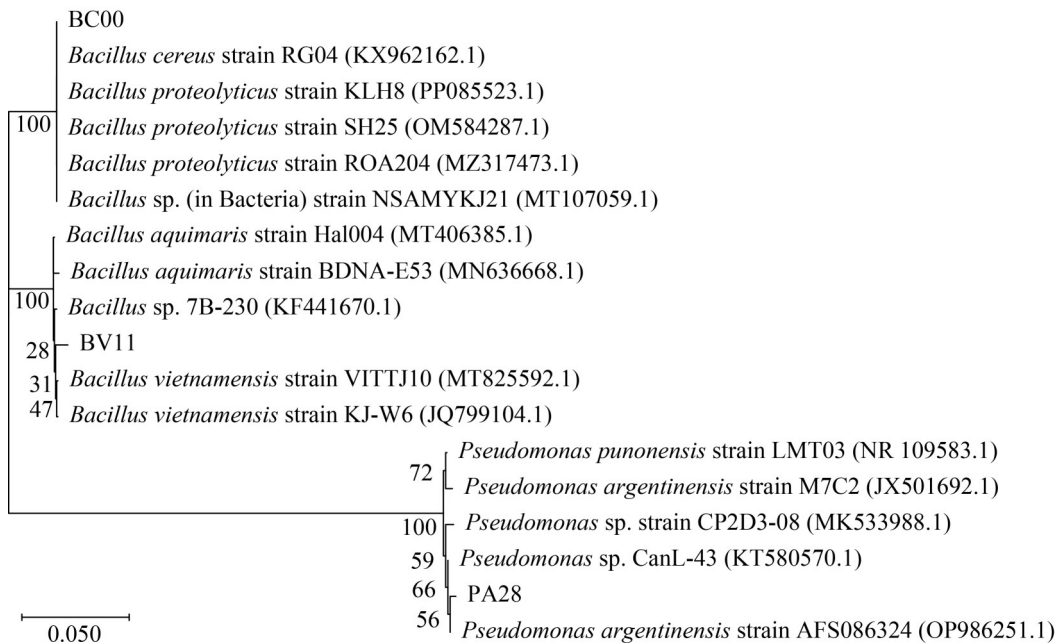 BC00
Bacillus cereus strain RG04 (KX962162.1)
Bacillus proteolyticus strain KLH8 (PP085523.1)
100
Bacillus proteolyticus strain SH25 (OM584287.1)
Bacillus proteolyticus strain ROA204 (MZ317473.1)
Bacillus sp. (in Bacteria) strain NSAMYKJ21 (MT107059.1)
Bacillus aquimaris strain Hal004 (MT406385.1)
Bacillus aquimaris strain BDNA-E53 (MN636668.1)
100
Bacillus sp. 7B-230 (KF441670.1)
28
BV11
31
Bacillus vietnamensis strain VITTJ10 (MT825592.1)
47
Bacillus vietnamensis strain KJ-W6 (JQ799104.1)
Pseudomonas punonensis strain LMT03 (NR 109583.1)
72
Pseudomonas argentinensis strain M7C2 (JX501692.1)
100
Pseudomonas sp. strain CP2D3-08 (MK533988.1)
59
Pseudomonas sp. CanL-43 (KT580570.1)
66
PA28
56
Pseudomonas argentinensis strain AFS086324 (OP986251.1)
0.050